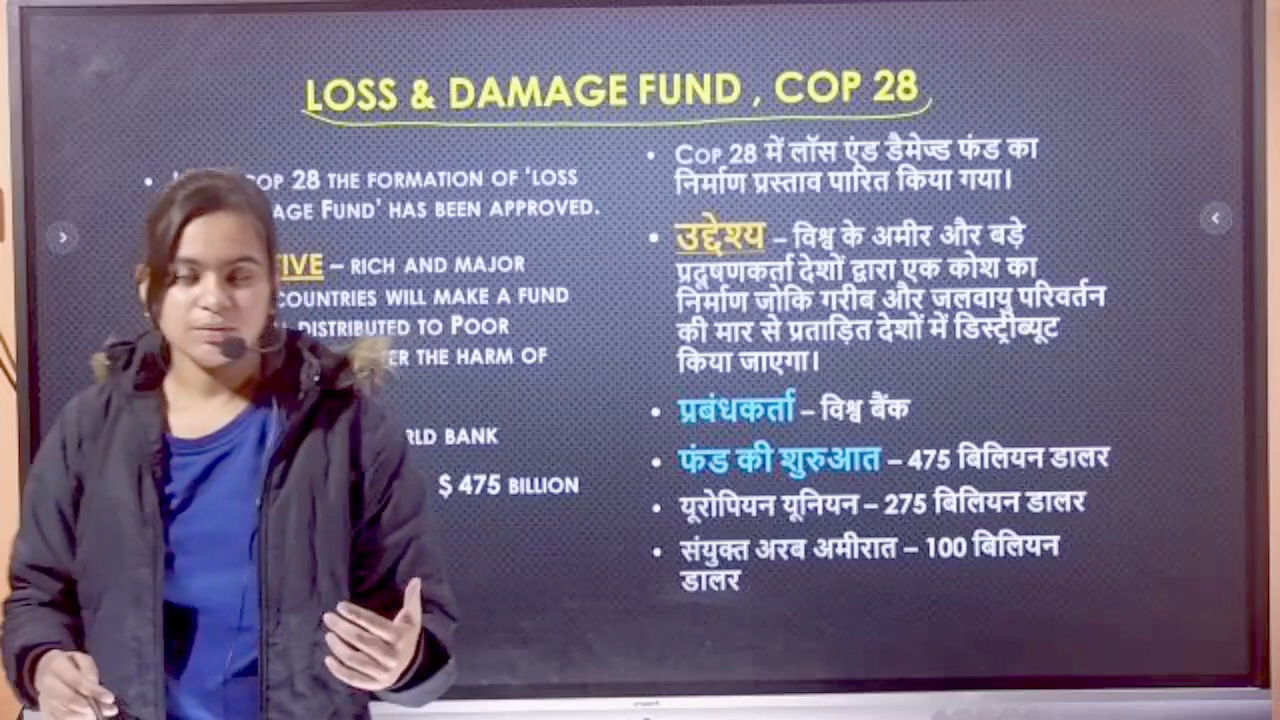 LOSS & DAMAGE FUND , COP 28
COP 28 THE FORMATION OF 'LOSS
FUND' HAS BEEN APPROVED.
– RICH AND MAJOR
COUNTRIES WILL MAKE A FUND
DISTRIBUTED TO POOR
THE HARM OF
BANK
$ 475 BILLION
• COP 28 में लॉस एंड डैमेज्ड फंड का
निर्माण प्रस्ताव पारित किया गया।
• उद्देश्य – विश्व के अमीर और बड़े
प्रदूषणकर्ता देशों द्वारा एक कोश का
निर्माण जोकि गरीब और जलवायु परिवर्तन
की मार से प्रताड़ित देशों में डिस्ट्रीब्यूट
किया जाएगा।
• प्रबंधकर्ता – विश्व बैंक
• फंड की शुरुआत – 475 बिलियन डालर
• यूरोपियन यूनियन – 275 बिलियन डालर
• संयुक्त अरब अमीरात – 100 बिलियन
डालर